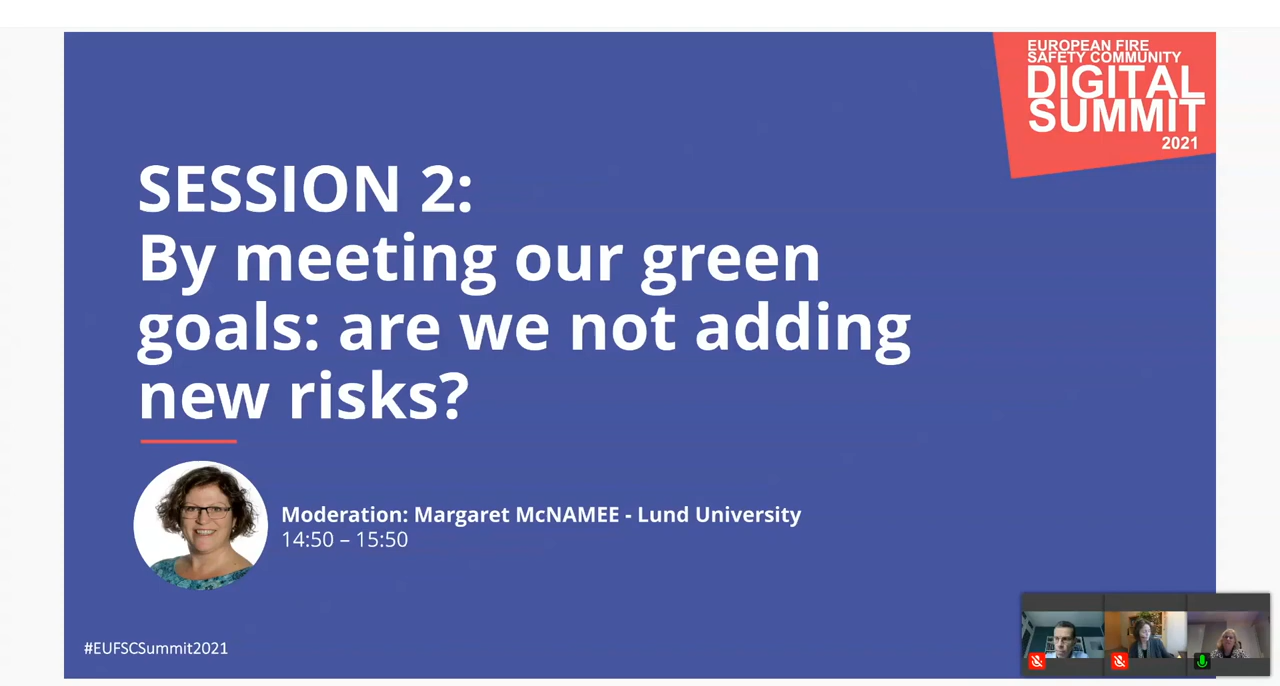 EUROPEAN FIRE
SAFETY COMMUNITY
DIGITAL
SUMMIT
2021
SESSION 2:
By meeting our green
goals: are we not adding
new risks?
Moderation: Margaret McNAMEE - Lund University
14:50 – 15:50
#EUFSCSummit2021